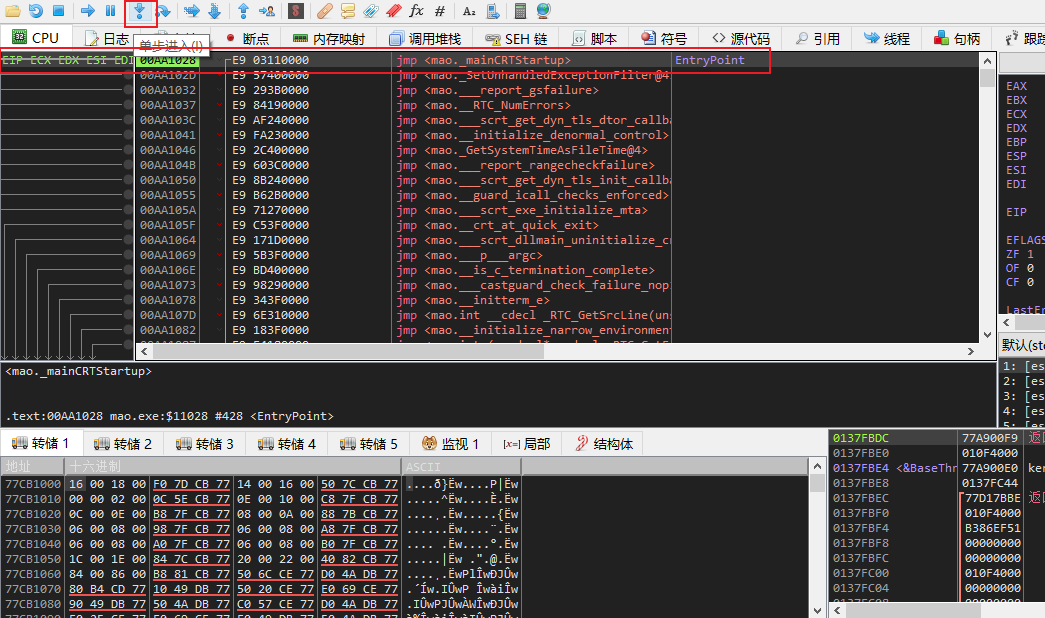 CPU 日志 断点 内存映射 调用堆栈 SEH 链 脚本 符号 源代码 引用 线程 句柄 跟踪
单步进入(I)
EIP ECX EDX ESI EDI 00AA1028 E9 03110000 jmp <mao._mainCRTStartup> EntryPoint
00AA102D E9 57400000 jmp <mao._SetUnhandledExceptionFilter@4>
00AA1032 E9 293B0000 jmp <mao.___report_gsfailure>
00AA1037 E9 84190000 jmp <mao.__RTC_NumErrors>
00AA103C E9 AF240000 jmp <mao.___scrt_get_dyn_tls_dtor_callba
00AA1041 E9 FA230000 jmp <mao.__initialize_denormal_control>
00AA1046 E9 2C400000 jmp <mao._GetSystemTimeAsFileTime@4>
00AA104B E9 603C0000 jmp <mao.___report_rangecheckfailure>
00AA1050 E9 8B240000 jmp <mao.___scrt_get_dyn_tls_init_callba
00AA1055 E9 B62B0000 jmp <mao.__guard_icall_checks_enforced>
00AA105A E9 71270000 jmp <mao.___scrt_exe_initialize_mta>
00AA105F E9 C53F0000 jmp <mao.__crt_at_quick_exit>
00AA1064 E9 171D0000 jmp <mao.___scrt_dllmain_uninitialize_c
00AA1069 E9 5B3F0000 jmp <mao.___p___argc>
00AA106E E9 BD400000 jmp <mao.__is_c_termination_complete>
00AA1073 E9 98290000 jmp <mao.___castguard_check_failure_nop
00AA1078 E9 343F0000 jmp <mao.__initterm_e>
00AA107D E9 6E310000 jmp <mao.int __cdecl _RTC_GetSrcLine(uns
00AA1082 E9 183F0000 jmp <mao.__initialize_narrow_environment
EAX
EBX
ECX
EDX
EBP
ESP
ESI
EDI
EIP
EFLAGS
ZF 1
OF 0
CF 0
LastErr
默认(std
1: [es
2: [es
3: [es
4: [es
5: [es
<mao._mainCRTStartup>
.text:00AA1028 mao.exe:$11028 #428 <EntryPoint>
转储 1 转储 2 转储 3 转储 4 转储 5 监视 1 [x=] 局部 结构体
地址 十六进制 ASCII
77CB1000 16 00 18 00 F0 7D CB 77 14 00 16 00 50 7C CB 77 ....ð}Ëw....P|Ëw
77CB1010 00 00 02 00 0C 5E CB 77 0E 00 10 00 C8 7F CB 77 .....^Ëw....È.Ëw
77CB1020 0C 00 0E 00 B8 7F CB 77 08 00 0A 00 88 7B CB 77 ....¸.Ëw.....{Ëw
77CB1030 06 00 08 00 98 7F CB 77 06 00 08 00 A8 7F CB 77 ......Ëw....¨.Ëw
77CB1040 06 00 08 00 A0 7F CB 77 06 00 08 00 B0 7F CB 77 .... .Ëw....°.Ëw
77CB1050 1C 00 1E 00 84 7C CB 77 20 00 22 00 40 82 CB 77 .....|Ëw .".@.Ëw
77CB1060 84 00 86 00 B8 81 CB 77 50 6C CE 77 D0 4A DB 77 ....¸.ËwPlÎwÐJÛw
77CB1070 80 B4 CD 77 10 49 DB 77 50 20 CE 77 E0 69 CE 77 .´Íw.IÛwP ÎwàiÎw
77CB1080 90 49 DB 77 50 4A DB 77 C0 57 CE 77 D0 4A DB 77 .IÛwPJÛwÀWÎwÐJÛw
0137FBDC 77A900F9 返回
0137FBE0 010F4000
0137FBE4 <&BaseThr 77A900E0 ker
0137FBE8 0137FC44
0137FBEC 77D17BBE 返回
0137FBF0 010F4000
0137FBF4 B386EF51
0137FBF8 00000000
0137FBFC 00000000
0137FC00 010F4000
0137FC04 00000000